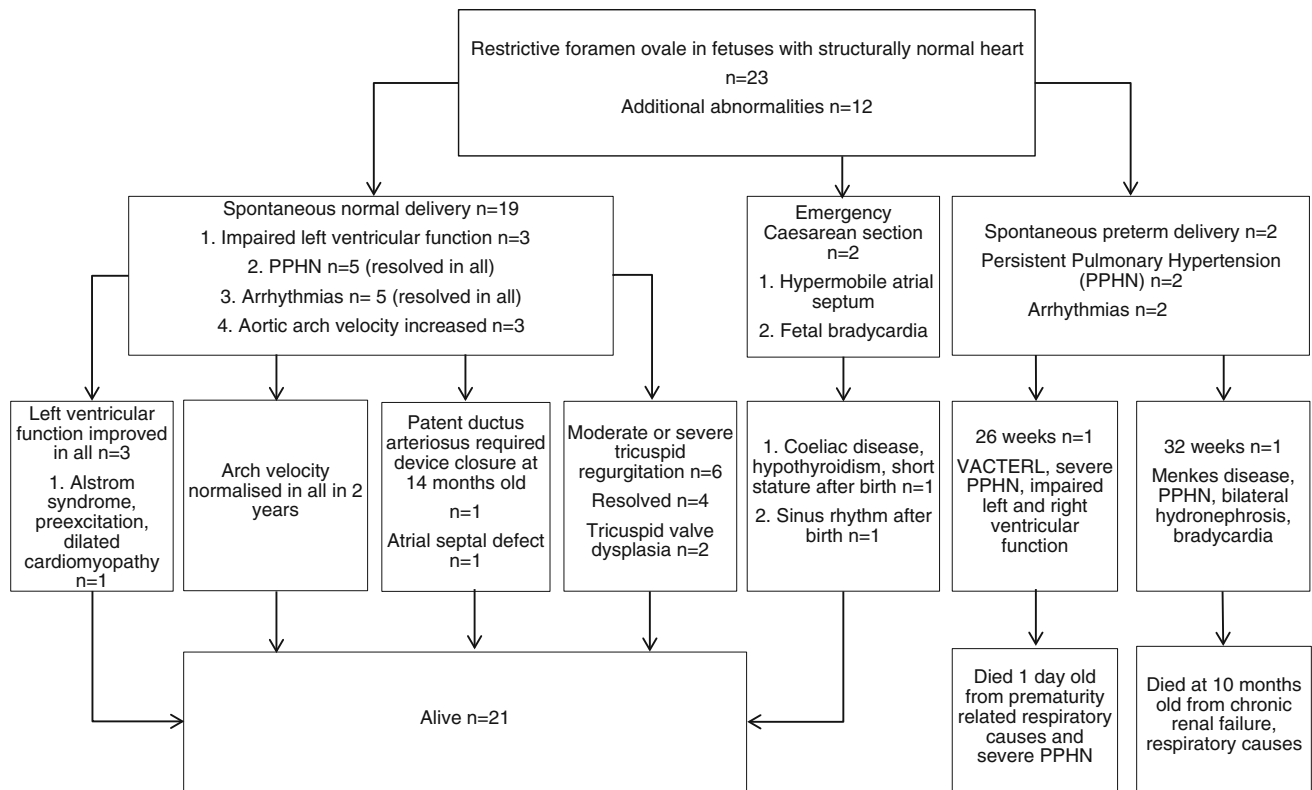 Restrictive foramen ovale in fetuses with structurally normal heart
n=23
Additional abnormalities n=12
Spontaneous normal delivery n=19
1. Impaired left ventricular function n=3
2. PPHN n=5 (resolved in all)
3. Arrhythmias n= 5 (resolved in all)
4. Aortic arch velocity increased n=3
Emergency
Caesarean section
n=2
1. Hypermobile atrial
septum
2. Fetal bradycardia
Spontaneous preterm delivery n=2
Persistent Pulmonary Hypertension
(PPHN) n=2
Arrhythmias n=2
Left ventricular
function improved
in all n=3
1. Alstrom
syndrome,
preexcitation,
dilated
cardiomyopathy
n=1
Arch velocity
normalised in all in 2
years
Patent ductus
arteriosus required
device closure at
14 months old
n=1
Atrial septal defect
n=1
Moderate or severe
tricuspid
regurgitation n=6
Resolved n=4
Tricuspid valve
dysplasia n=2
1. Coeliac disease,
hypothyroidism, short
stature after birth n=1
2. Sinus rhythm after
birth n=1
26 weeks n=1
VACTERL, severe
PPHN, impaired
left and right
ventricular
function
32 weeks n=1
Menkes disease,
PPHN, bilateral
hydronephrosis,
bradycardia
Alive n=21
Died 1 day old
from prematurity
related respiratory
causes and
severe PPHN
Died at 10 months
old from chronic
renal failure,
respiratory causes